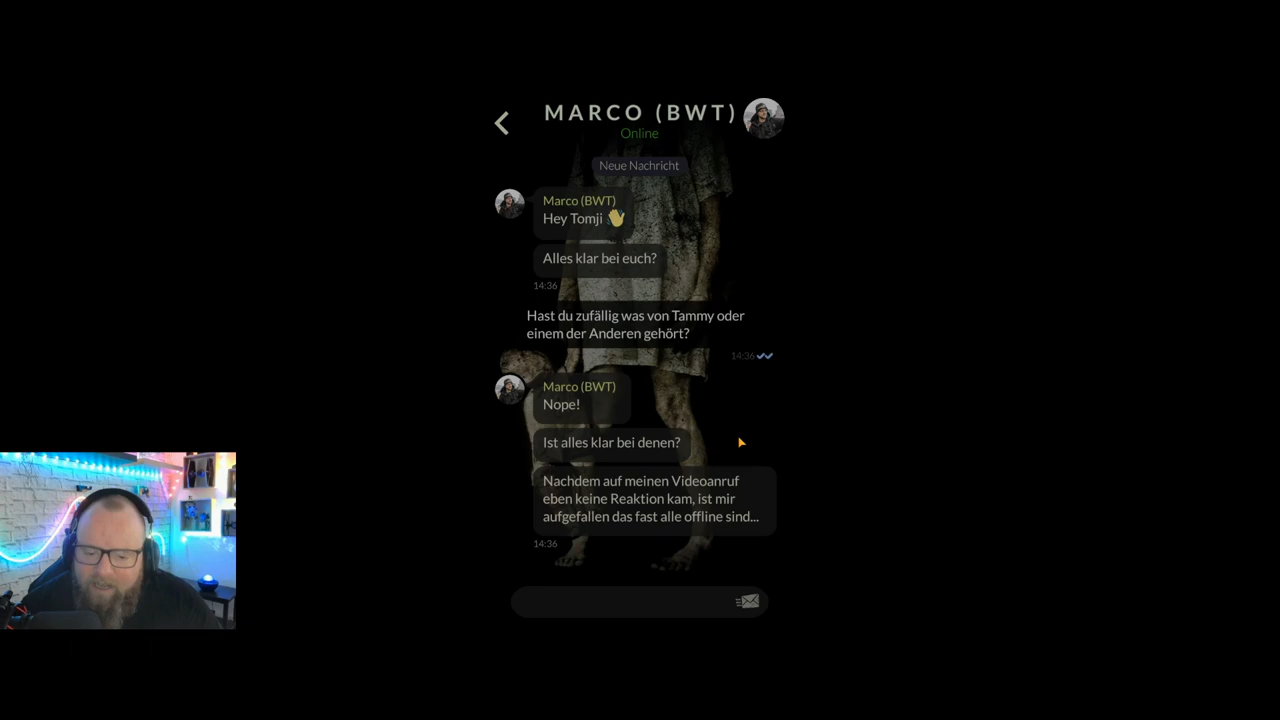 MARCO (BWT)
Online
Neue Nachricht
Marco (BWT)
Hey Tomji 👋
Alles klar bei euch?
14:36
Hast du zufällig was von Tammy oder
einem der Anderen gehört?
14:36
Marco (BWT)
Nope!
Ist alles klar bei denen?
Nachdem auf meinen Videoanruf
eben keine Reaktion kam, ist mir
aufgefallen das fast alle offline sind...
14:36